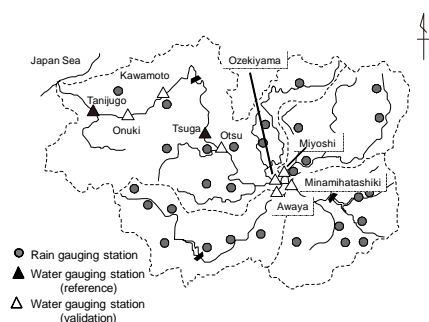 Ozekiyama
Japan Sea
Kawamoto
Tanijugo
Miyoshi
Onuki
Tsuga
Otsu
Minamihatashiki
Awaya
Rain gauging station
Water gauging station
(reference)
Water gauging station
(validation)